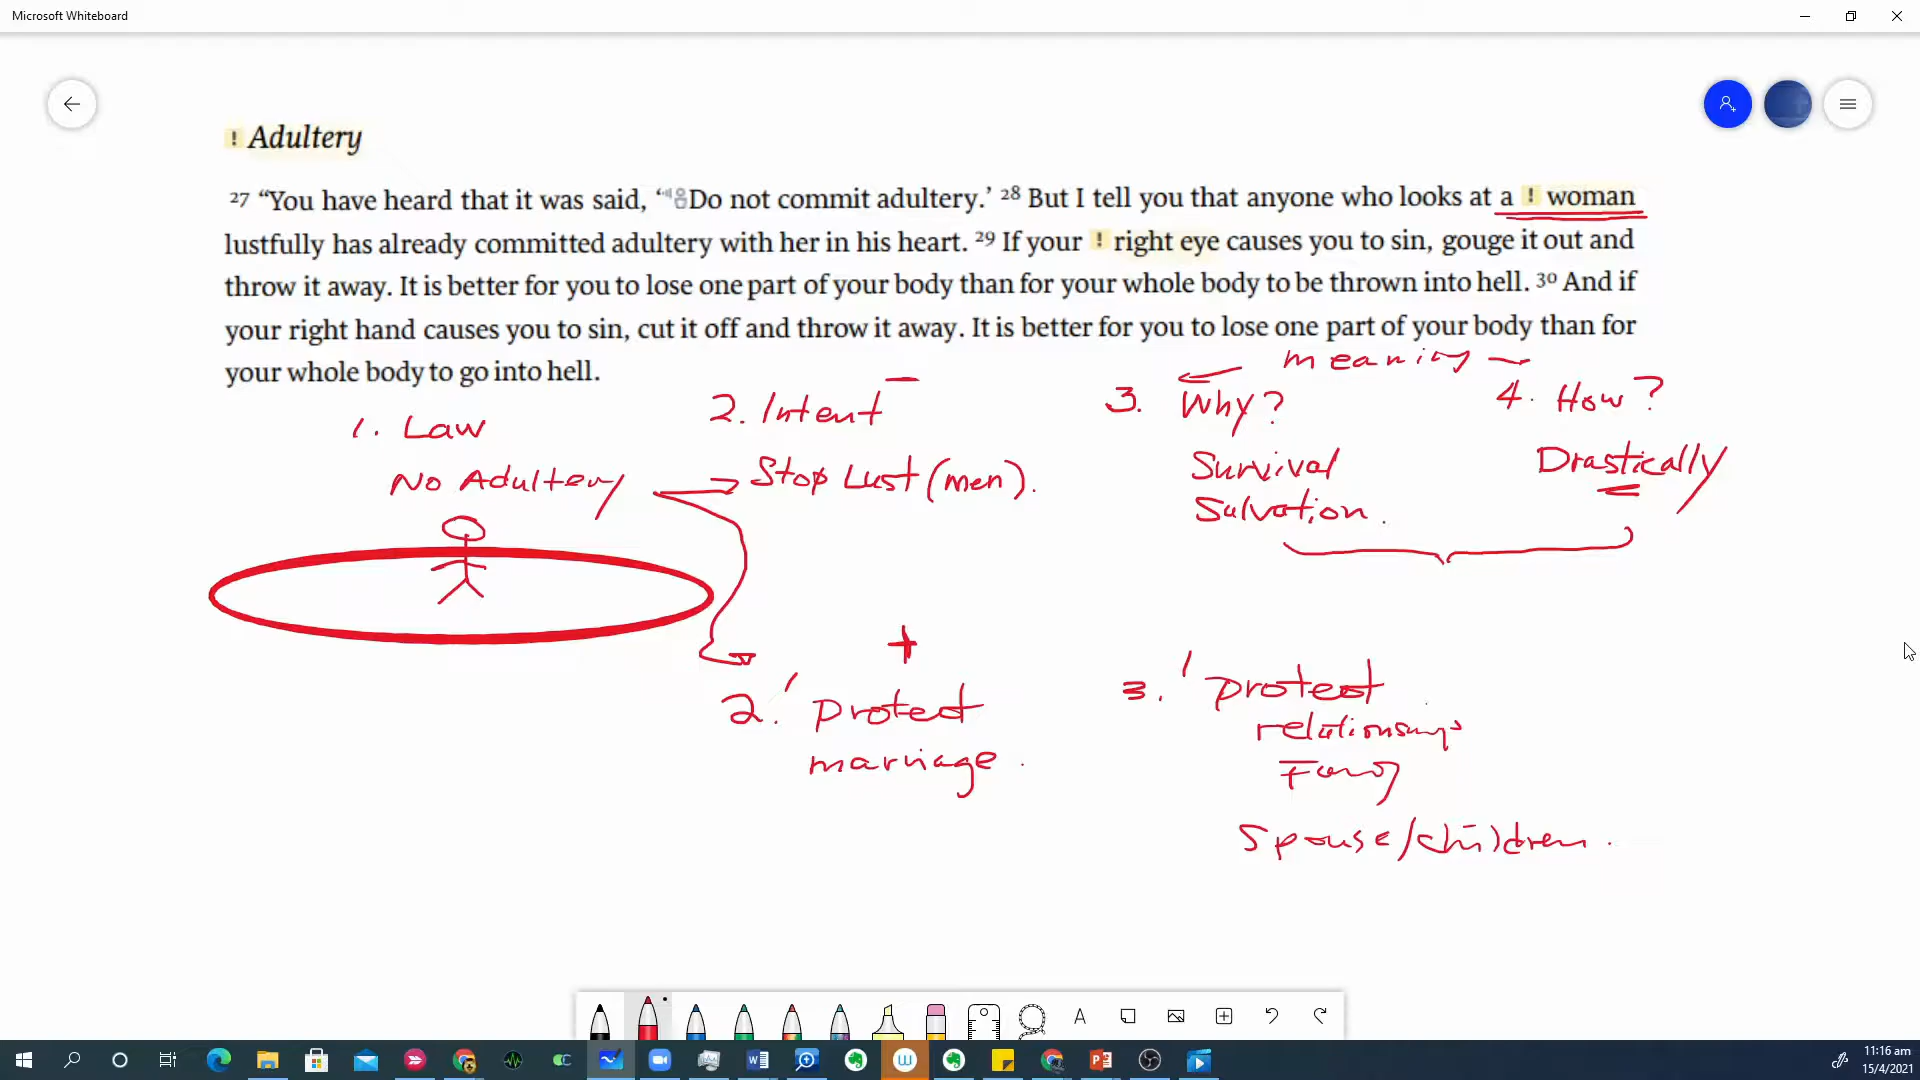 Microsoft Whiteboard
! Adultery
27 “You have heard that it was said, ‘Do not commit adultery.’ 28 But I tell you that anyone who looks at a ! woman
lustfully has already committed adultery with her in his heart. 29 If your ! right eye causes you to sin, gouge it out and
throw it away. It is better for you to lose one part of your body than for your whole body to be thrown into hell. 30 And if
your right hand causes you to sin, cut it off and throw it away. It is better for you to lose one part of your body than for
your whole body to go into hell.
meaning
1. Law
2. Intent
3. Why?
4. How?
No Adultery
Stop Lust (men).
Survival
Salvation.
Drastically
+
2.' Protect
marriage.
3.' protect
relationships
Spouse/children.
11:16 am
15/4/2021